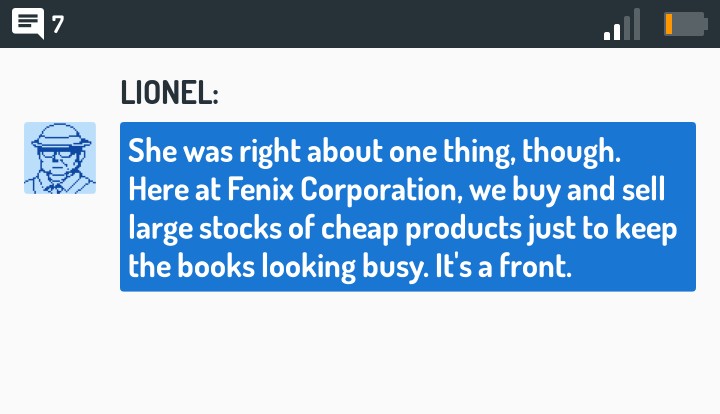 7
LIONEL:
She was right about one thing, though.
Here at Fenix Corporation, we buy and sell
large stocks of cheap products just to keep
the books looking busy. It's a front.